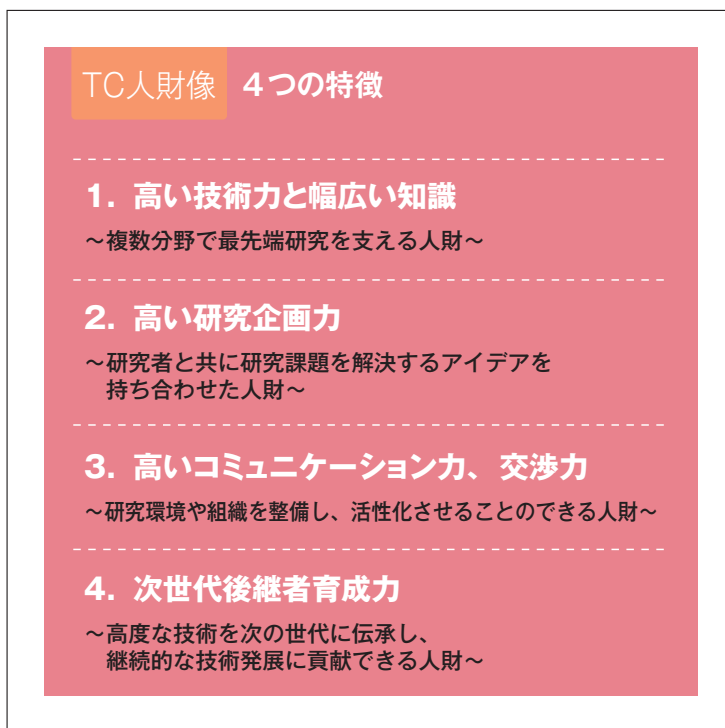 TC人財像 4つの特徴
1. 高い技術力と幅広い知識
～複数分野で最先端研究を支える人財～
2. 高い研究企画力
～研究者と共に研究課題を解決するアイデアを
持ち合わせた人財～
3. 高いコミュニケーション力、交渉力
～研究環境や組織を整備し、活性化させることのできる人財～
4. 次世代後継者育成力
～高度な技術を次の世代に伝承し、
継続的な技術発展に貢献できる人財～